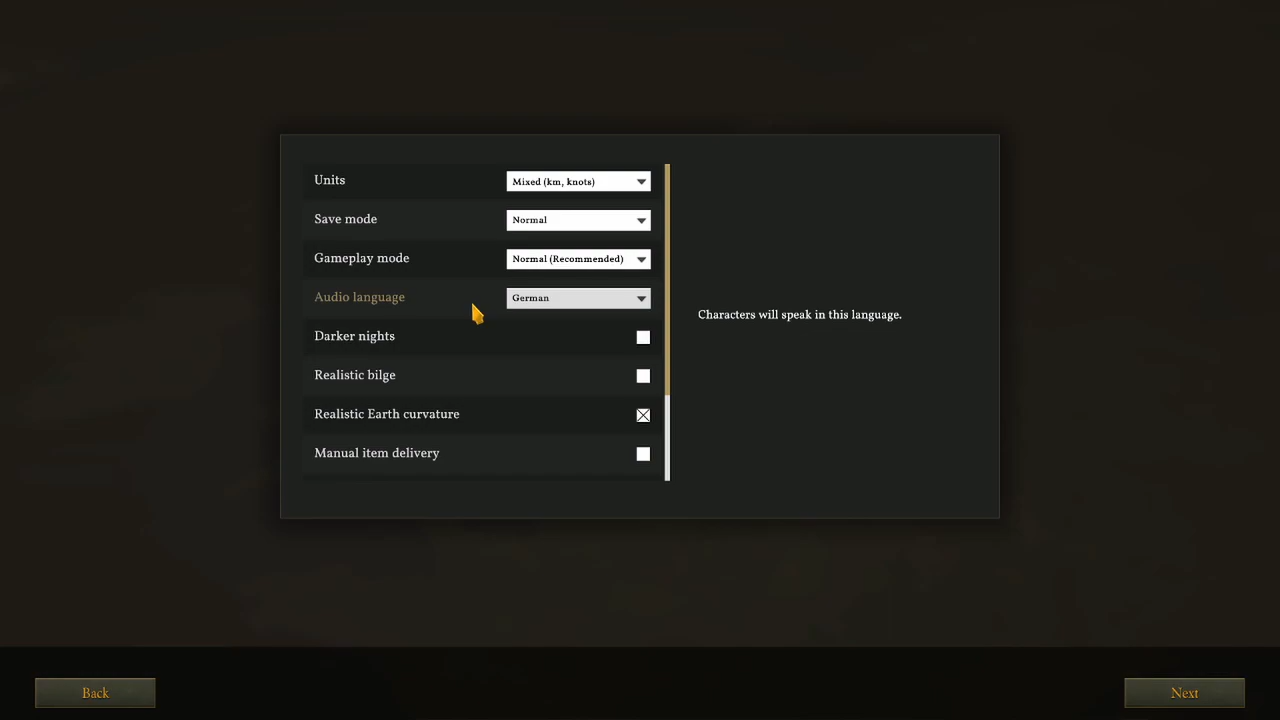 Units
Mixed (km, knots)
Save mode
Normal
Gameplay mode
Normal (Recommended)
Audio language
German
Characters will speak in this language.
Darker nights
Realistic bilge
Realistic Earth curvature
Manual item delivery
Back
Next